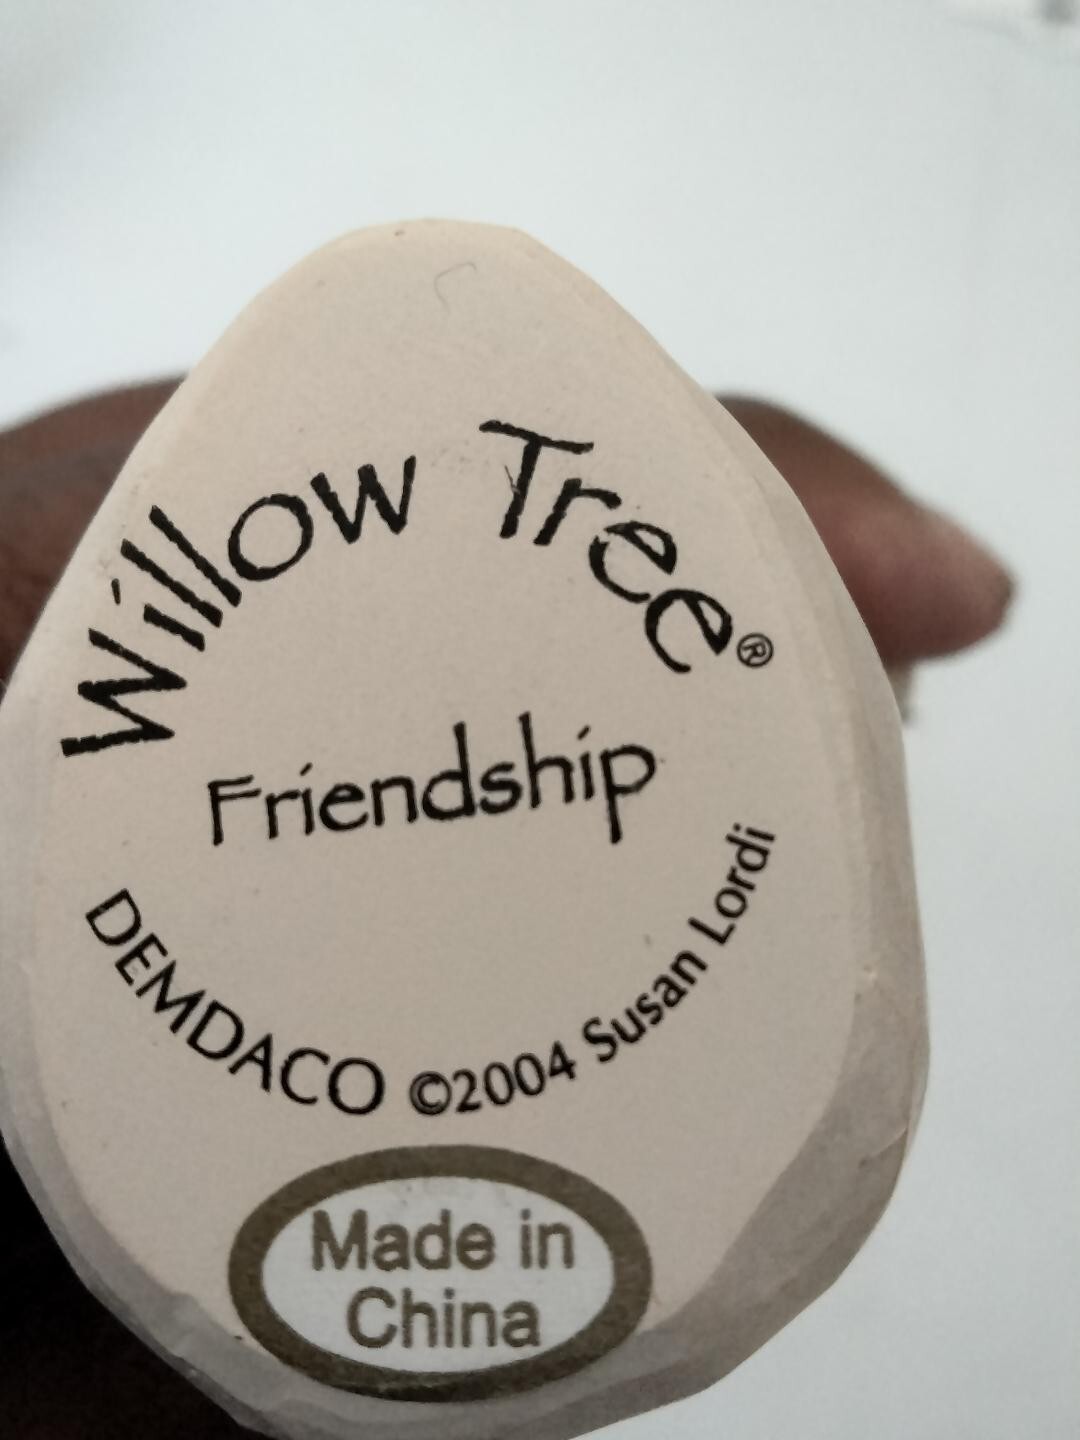 Willow Tree®
Friendship
DEMDACO ©2004 Susan Lordi
Made in
China